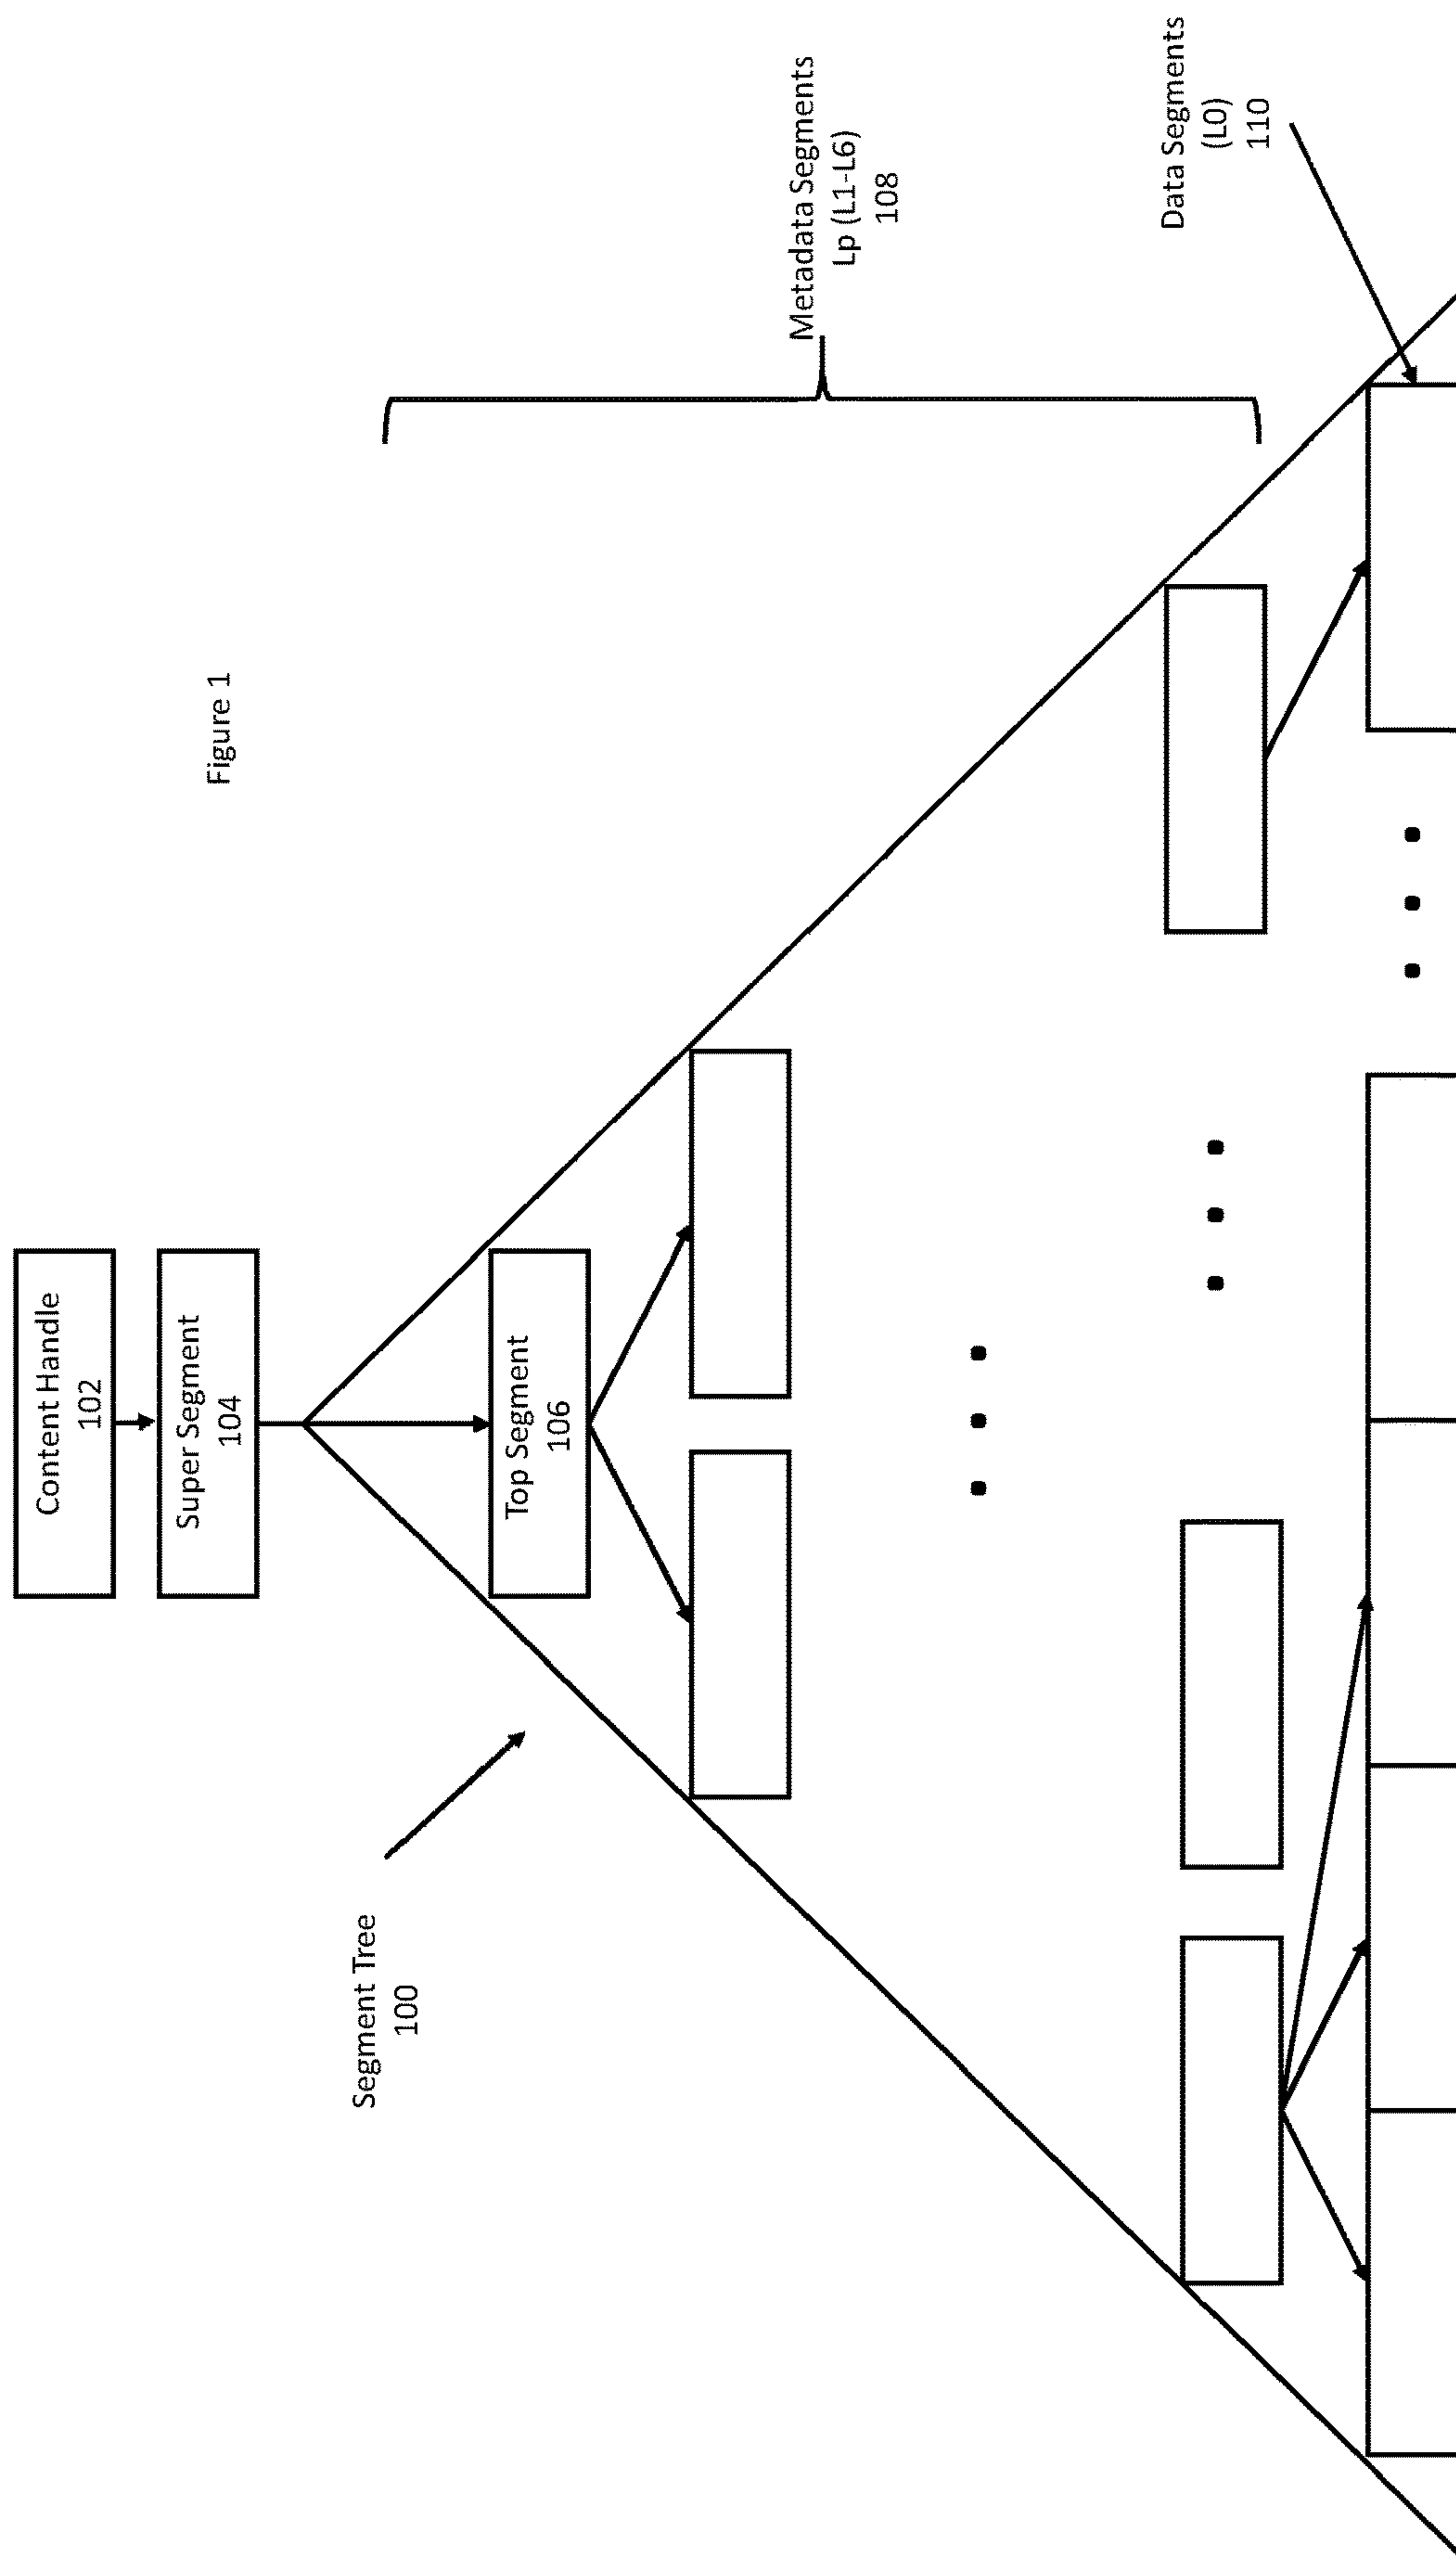 Figure 1
Content Handle
102
Super Segment
104
Segment Tree
100
Top Segment
106
Metadata Segments
Lp (L1-L6)
108
Data Segments
(L0)
110